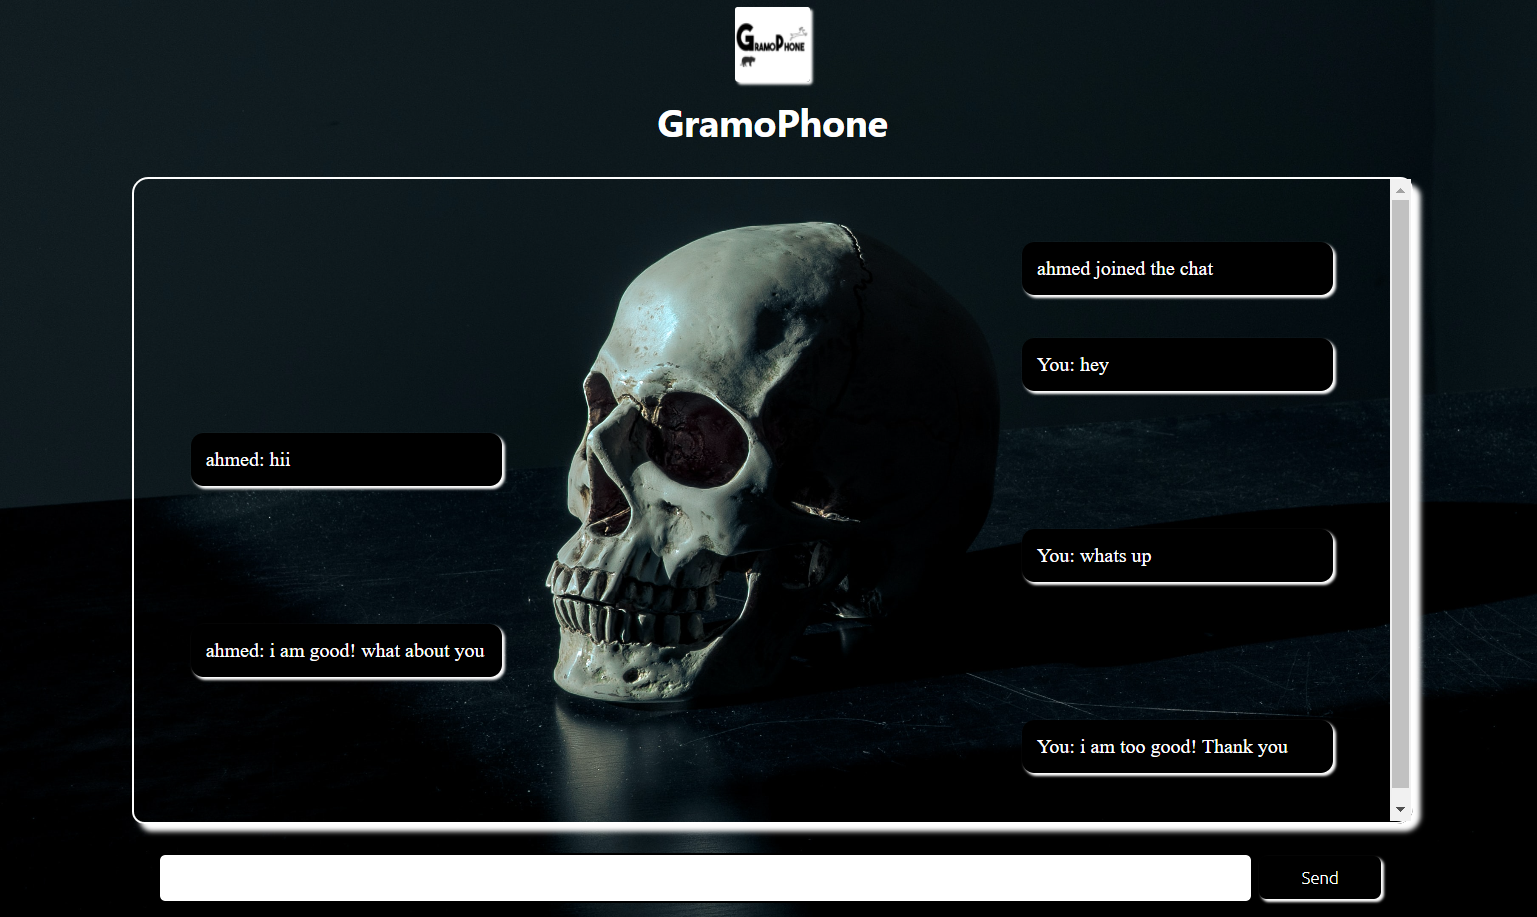 GramoPhone
GramoPhone
ahmed joined the chat
You: hey
ahmed: hii
You: whats up
ahmed: i am good! what about you
You: i am too good! Thank you
Send